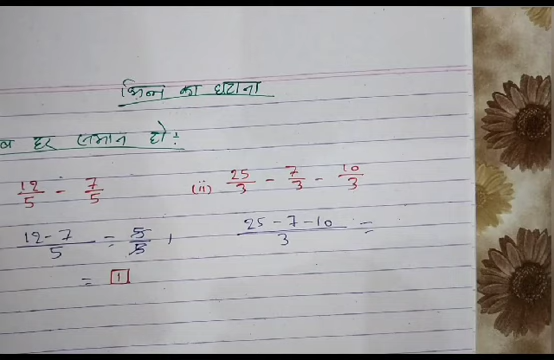 भिन्न का घटाना
ब हर समान हो :
12/5 - 7/5 (ii) 25/3 - 7/3 - 10/3
12-7/5 = 5/5 , 25-7-10/3 =
= 1